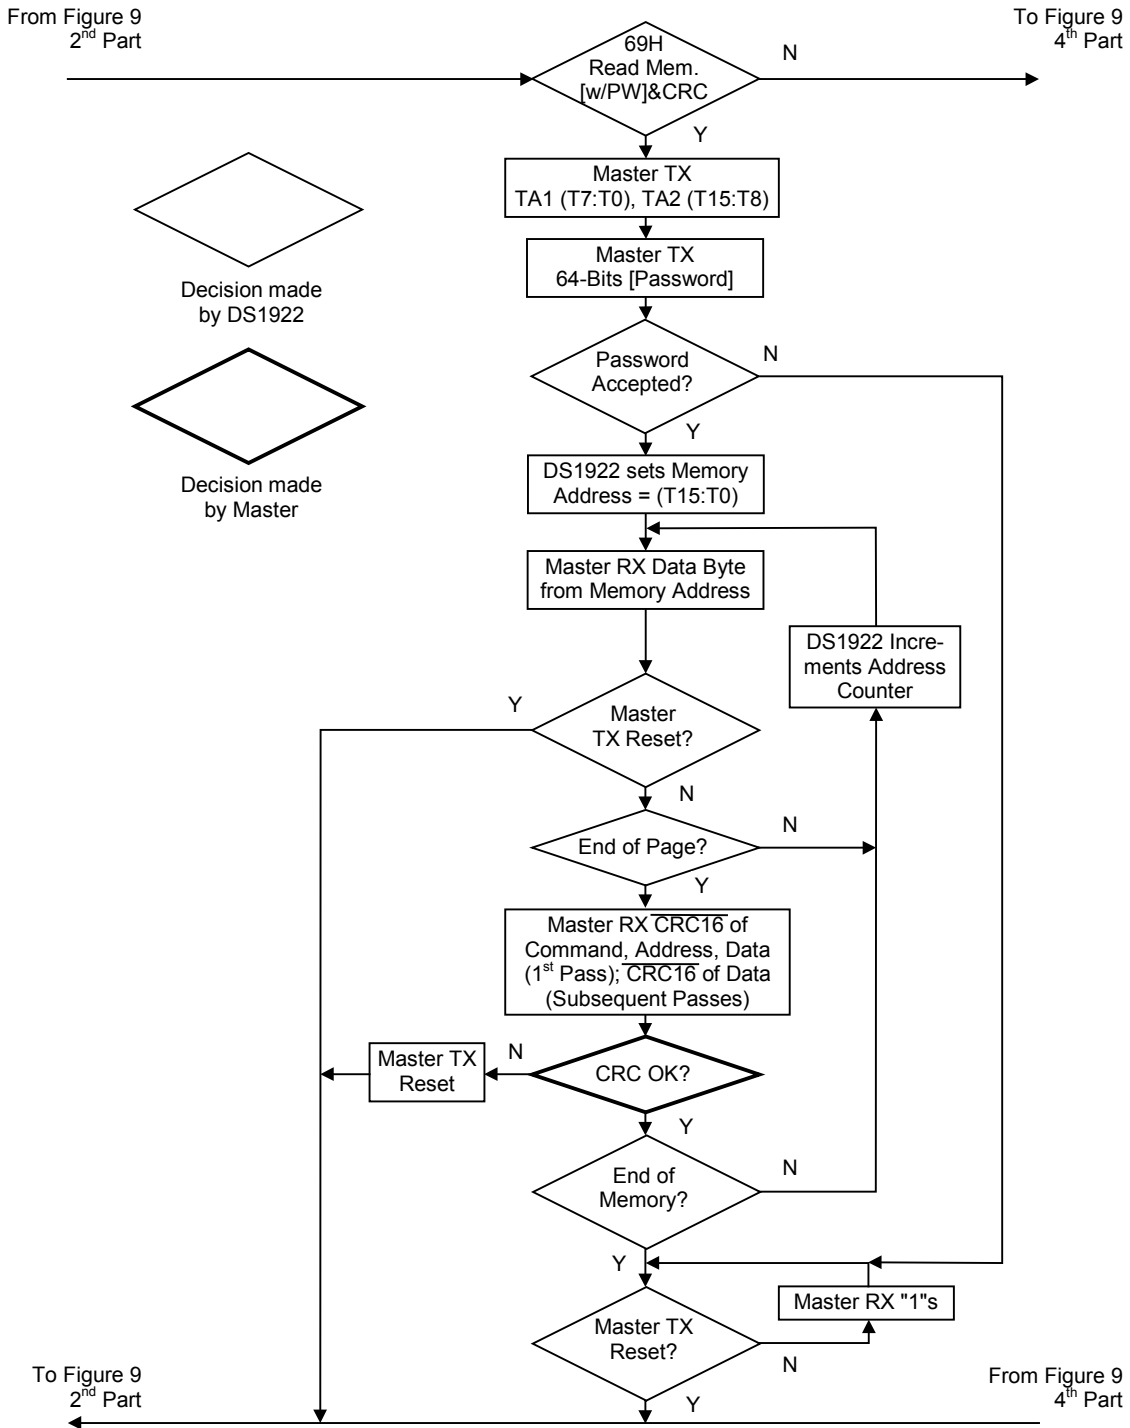 From Figure 9
2nd Part
To Figure 9
4th Part
69H
Read Mem.
[w/PW]&CRC
N
Y
Master TX
TA1 (T7:T0), TA2 (T15:T8)
Master TX
64-Bits [Password]
Decision made
by DS1922
Password
Accepted?
N
Y
Decision made
by Master
DS1922 sets Memory
Address = (T15:T0)
Master RX Data Byte
from Memory Address
DS1922 Incre-
ments Address
Counter
Y
Master
TX Reset?
N
End of Page?
N
Y
Master RX C̅R̅C̅1̅6̅ of
Command, Address, Data
(1st Pass); C̅R̅C̅1̅6̅ of Data
(Subsequent Passes)
Master TX
Reset
N
CRC OK?
Y
End of
Memory?
N
Y
Master RX "1"s
Master TX
Reset?
N
Y
To Figure 9
2nd Part
From Figure 9
4th Part